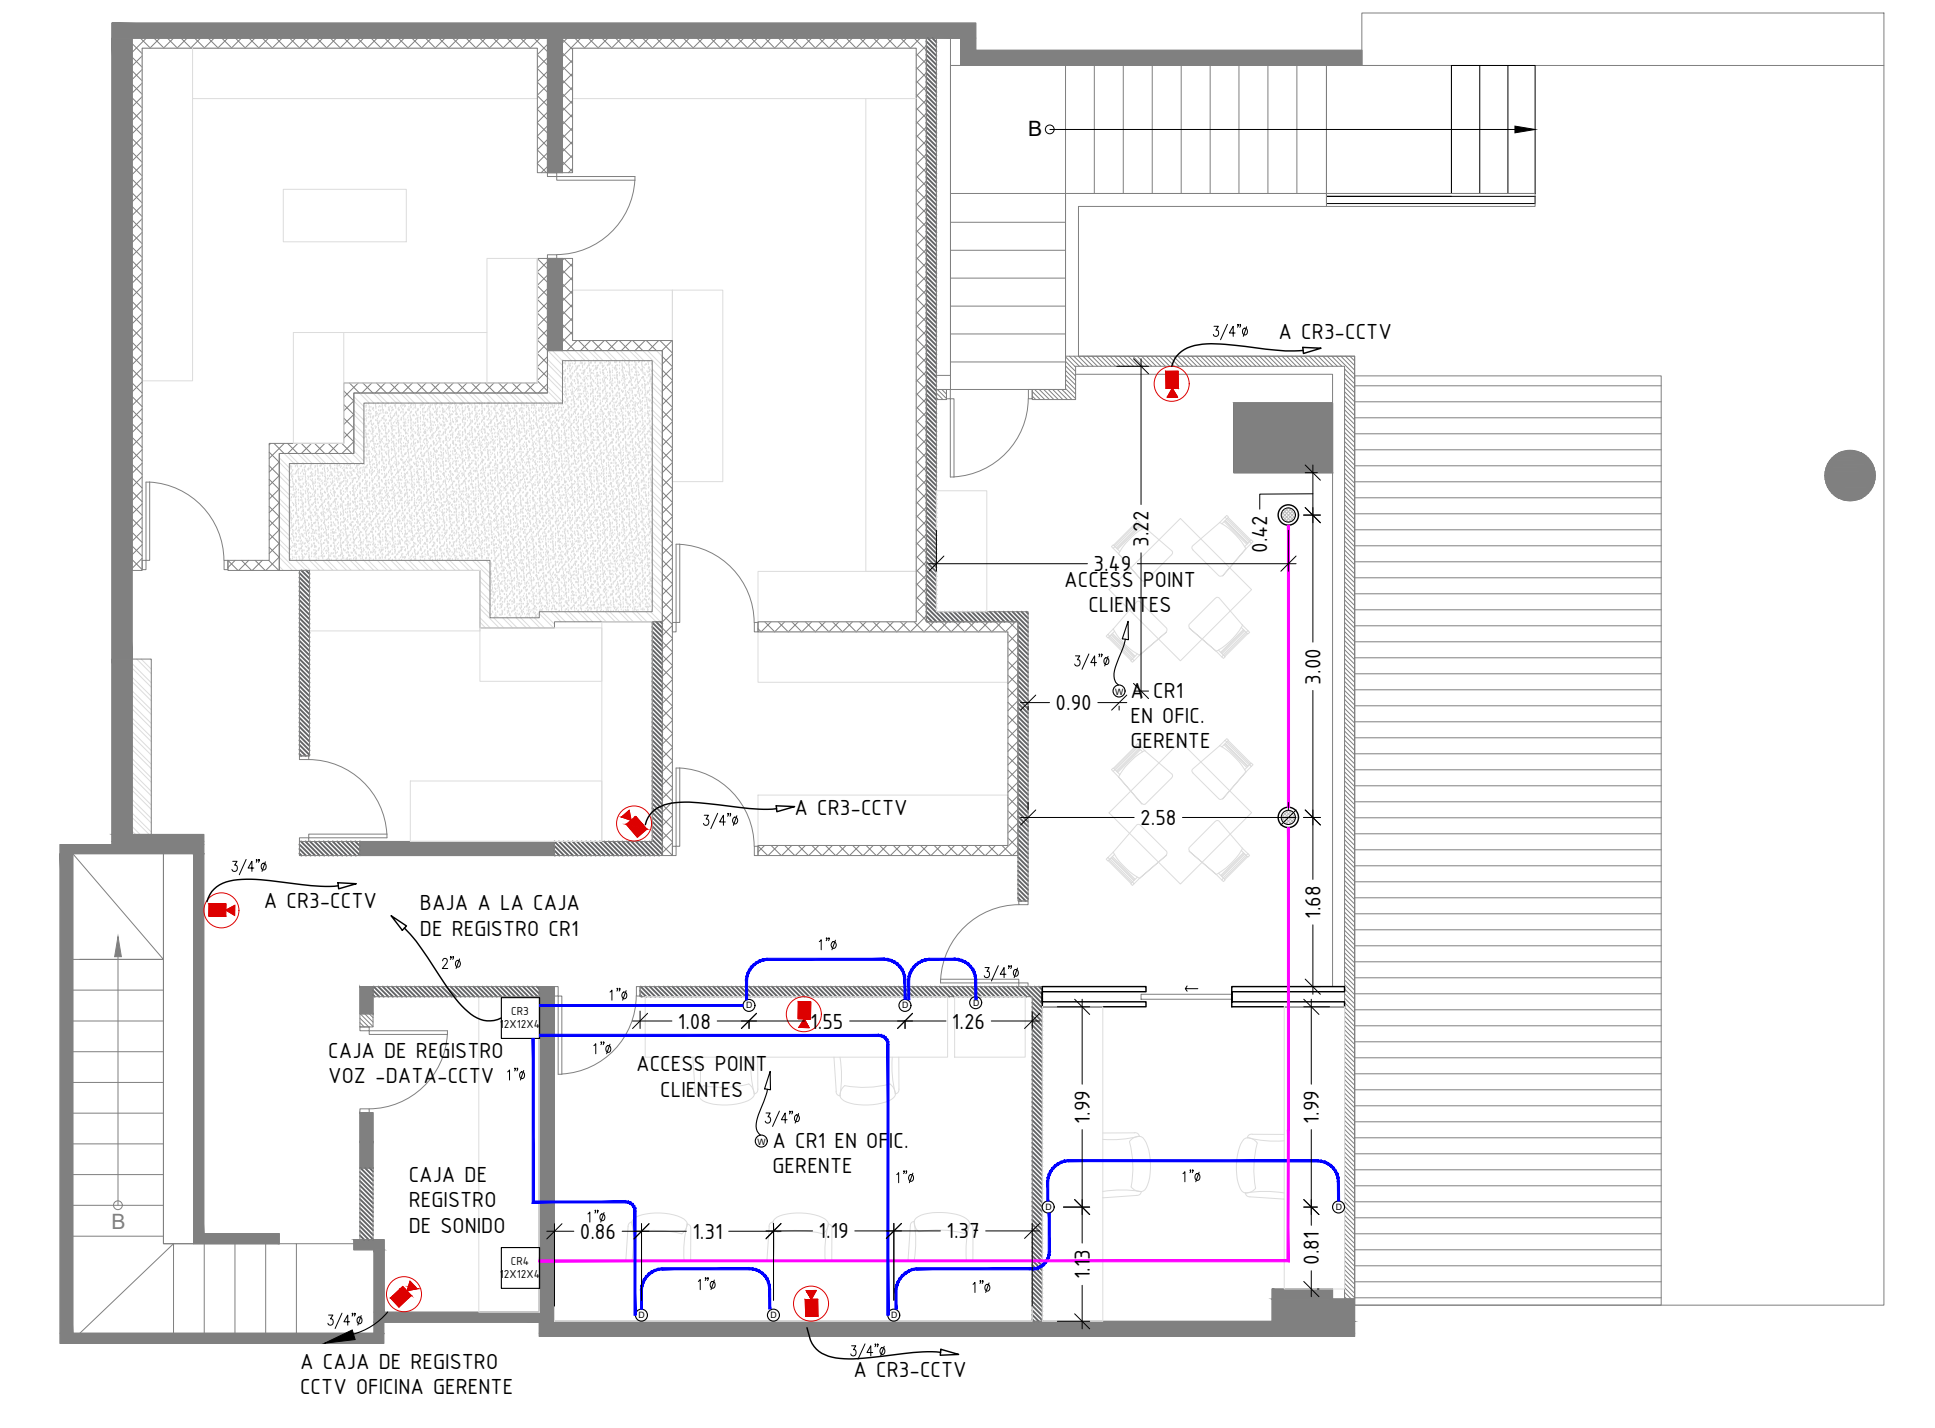 B
3/4"ø
A CR3-CCTV
3.22
0.42
3.49
ACCESS POINT
CLIENTES
3/4"ø
W
A CR1
EN OFIC.
GERENTE
0.90
3.00
2.58
1.68
A CR3-CCTV
3/4"ø
3/4"ø
A CR3-CCTV
BAJA A LA CAJA
DE REGISTRO CR1
2"ø
1"ø
3/4"ø
1"ø
CR3
12X12X4
D
D
D
1.08
1.55
1.26
1"ø
CAJA DE REGISTRO
VOZ -DATA-CCTV
1"ø
ACCESS POINT
CLIENTES
3/4"ø
W
A CR1 EN OFIC.
GERENTE
1.99
1.99
1"ø
1"ø
CAJA DE
REGISTRO
DE SONIDO
B
D
D
1"ø
0.86
1.31
1.19
1.37
1.13
0.81
CR4
12X12X4
1"ø
1"ø
D
D
D
3/4"ø
A CAJA DE REGISTRO
CCTV OFICINA GERENTE
3/4"ø
A CR3-CCTV